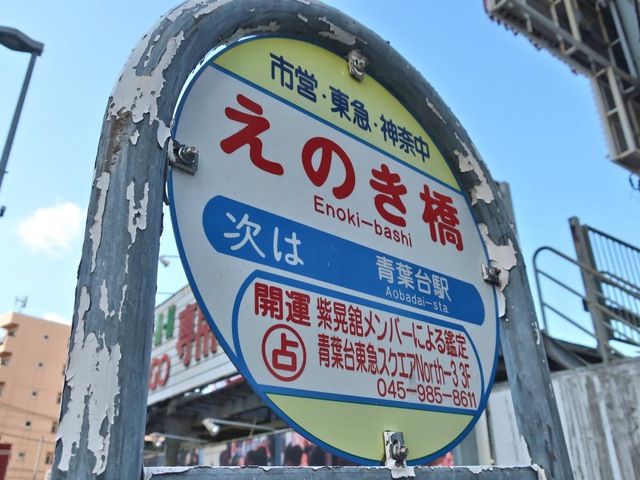 市営・東急・神奈中
えのき橋
Enoki-bashi
次は 青葉台駅
Aobadai-sta.
開運 紫晃舘メンバーによる鑑定
占 青葉台東急スクエアNorth-3 3F
045-985-8611